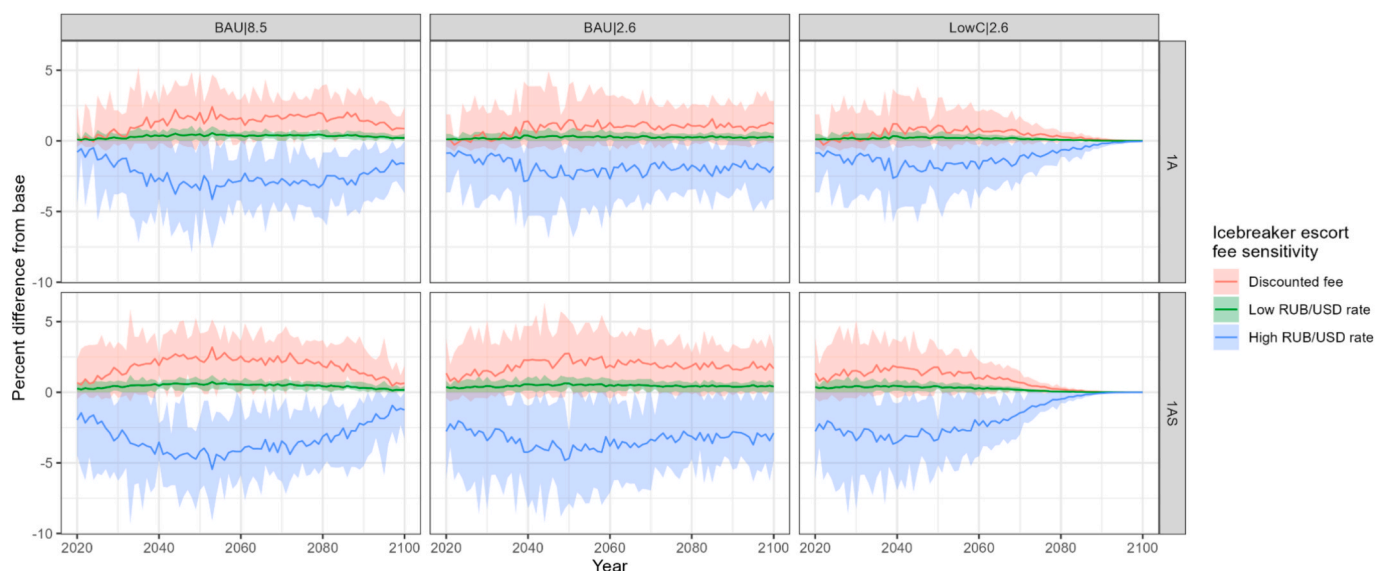 BAU|8.5
BAU|2.6
LowC|2.6
Percent difference from base
5
0
-5
-10
1A
5
0
-5
-10
1AS
2020 2040 2060 2080 2100
2020 2040 2060 2080 2100
2020 2040 2060 2080 2100
Year
Icebreaker escort
fee sensitivity
Discounted fee
Low RUB/USD rate
High RUB/USD rate